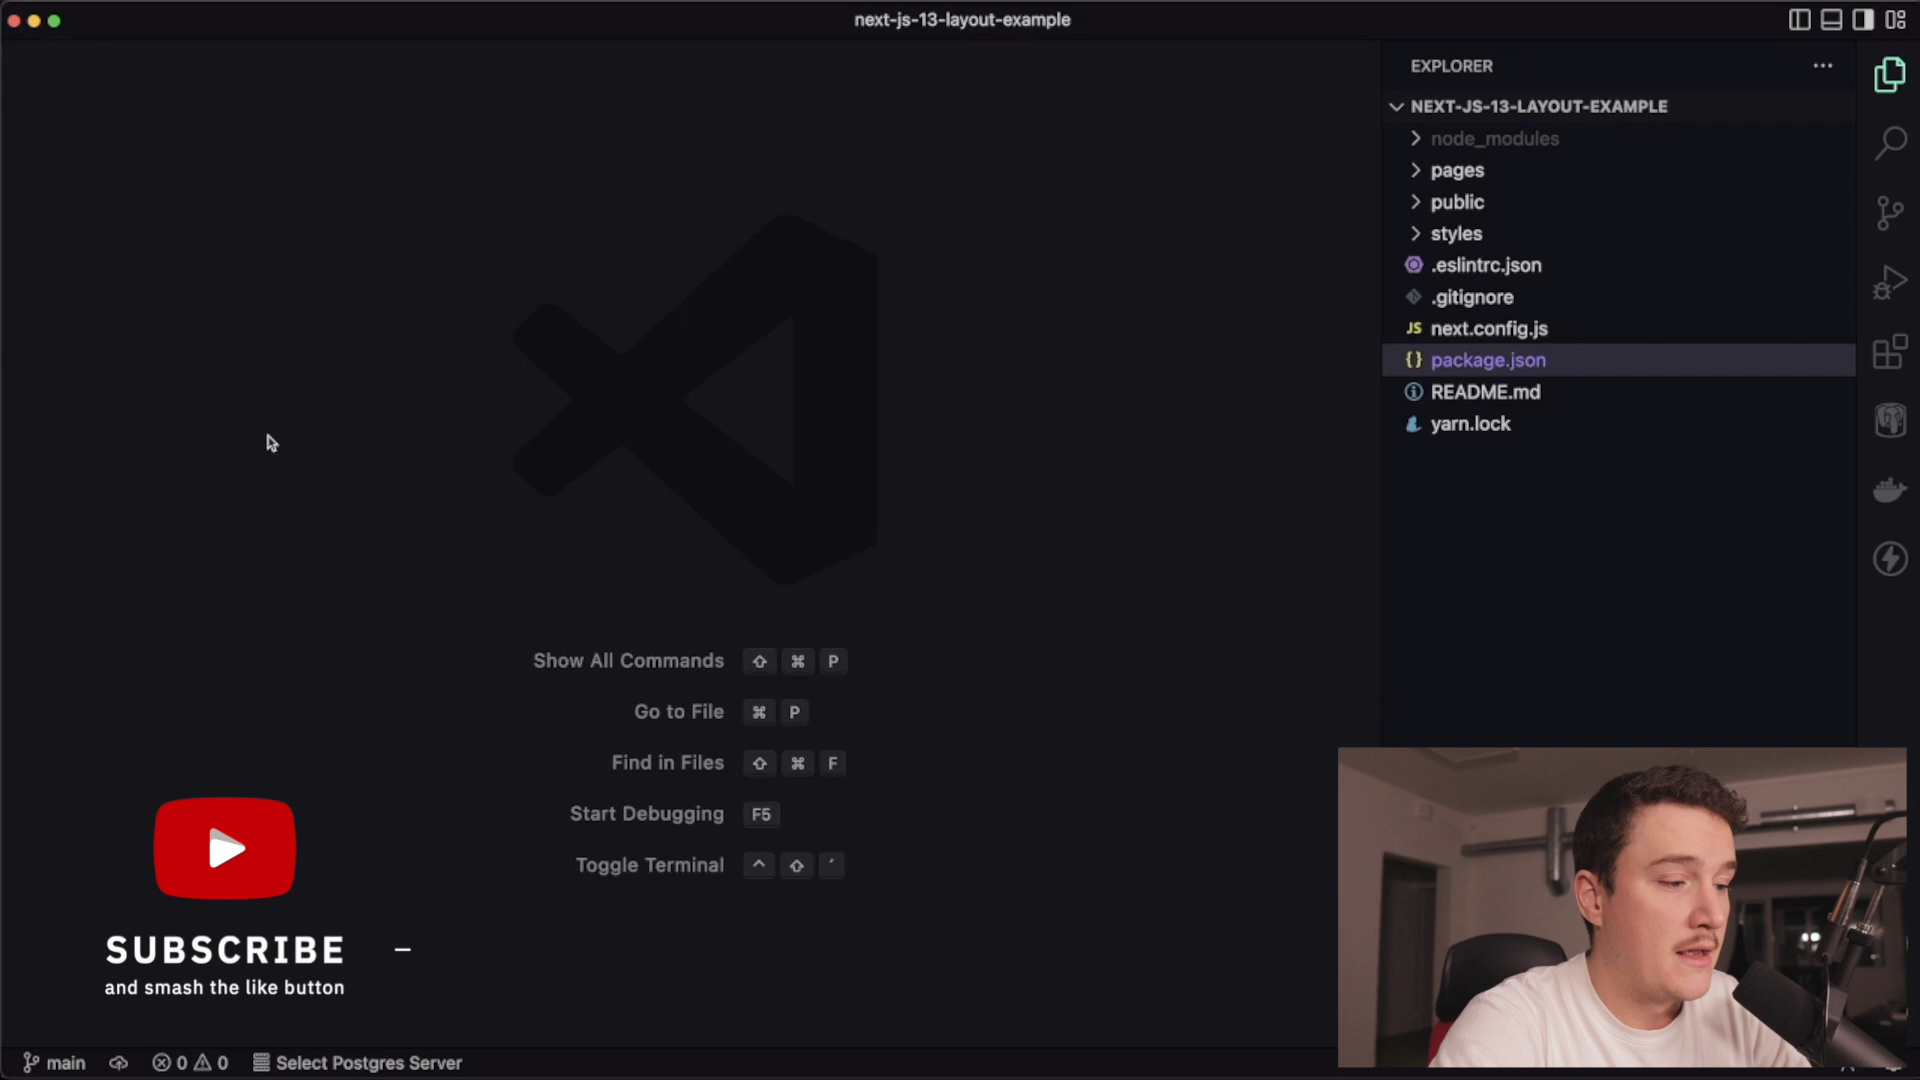 next-js-13-layout-example
EXPLORER
NEXT-JS-13-LAYOUT-EXAMPLE
node_modules
pages
public
styles
.eslintrc.json
.gitignore
JS next.config.js
{} package.json
README.md
yarn.lock
Show All Commands ⇧ ⌘ P
Go to File ⌘ P
Find in Files ⇧ ⌘ F
Start Debugging F5
Toggle Terminal ^ ⇧ ´
SUBSCRIBE
and smash the like button
main 0 0 Select Postgres Server